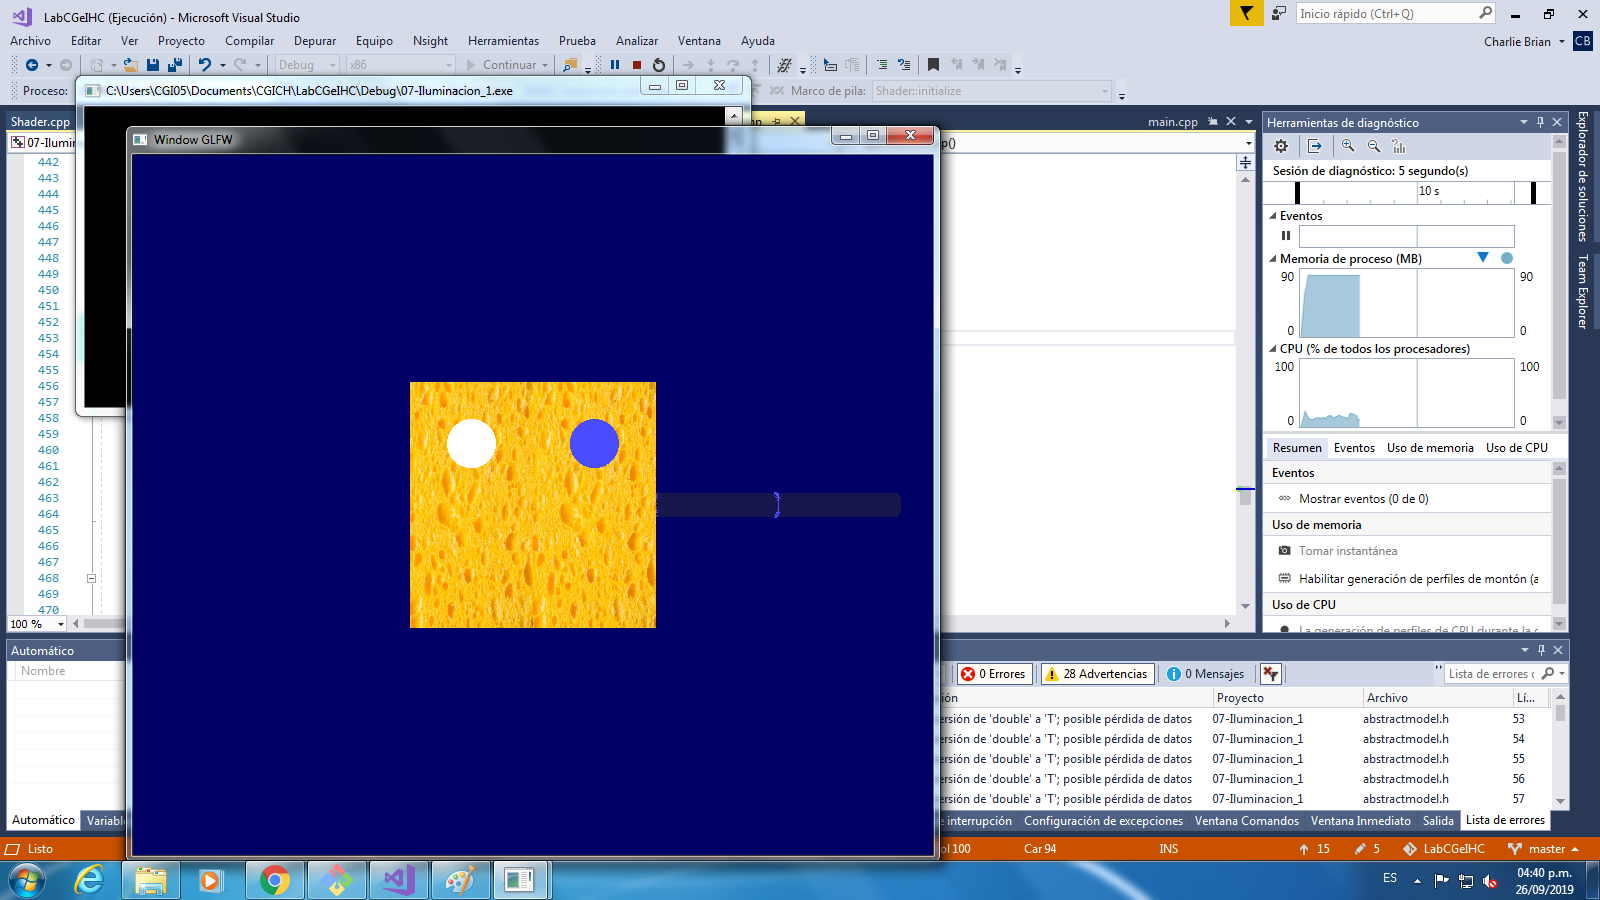 LabCGeIHC (Ejecución) - Microsoft Visual Studio
Inicio rápido (Ctrl+Q)
Archivo Editar Ver Proyecto Compilar Depurar Equipo Nsight Herramientas Prueba Analizar Ventana Ayuda
Charlie Brian CB
Debug x86 Continuar
Proceso: C:\Users\CGI05\Documents\CGICH\LabCGeIHC\Debug\07-Iluminacion_1.exe
Marco de pila: Shader::initialize
Shader.cpp
main.cpp
Window GLFW
07-Ilumin
442
443
444
445
446
447
448
449
450
451
452
453
454
455
456
457
458
459
460
461
462
463
464
465
466
467
468
469
470
100 %
Herramientas de diagnóstico
Sesión de diagnóstico: 5 segundo(s)
10 s
Eventos
Memoria de proceso (MB)
90 90
0 0
CPU (% de todos los procesadores)
100 100
0 0
Resumen Eventos Uso de memoria Uso de CPU
Eventos
Mostrar eventos (0 de 0)
Uso de memoria
Tomar instantánea
Habilitar generación de perfiles de montón (a
Uso de CPU
La generación de perfiles de CPU durante la
Explorador de soluciones
Team Explorer
Automático
Nombre
Automático Variabl
0 Errores 28 Advertencias 0 Mensajes
Lista de errores
Proyecto Archivo Lí...
ersión de 'double' a 'T'; posible pérdida de datos 07-Iluminacion_1 abstractmodel.h 53
ersión de 'double' a 'T'; posible pérdida de datos 07-Iluminacion_1 abstractmodel.h 54
ersión de 'double' a 'T'; posible pérdida de datos 07-Iluminacion_1 abstractmodel.h 55
ersión de 'double' a 'T'; posible pérdida de datos 07-Iluminacion_1 abstractmodel.h 56
ersión de 'double' a 'T'; posible pérdida de datos 07-Iluminacion_1 abstractmodel.h 57
e interrupción Configuración de excepciones Ventana Comandos Ventana Inmediato Salida Lista de errores
Listo
ol 100 Car 94 INS 15 5 LabCGeIHC master
ES
04:40 p.m.
26/09/2019